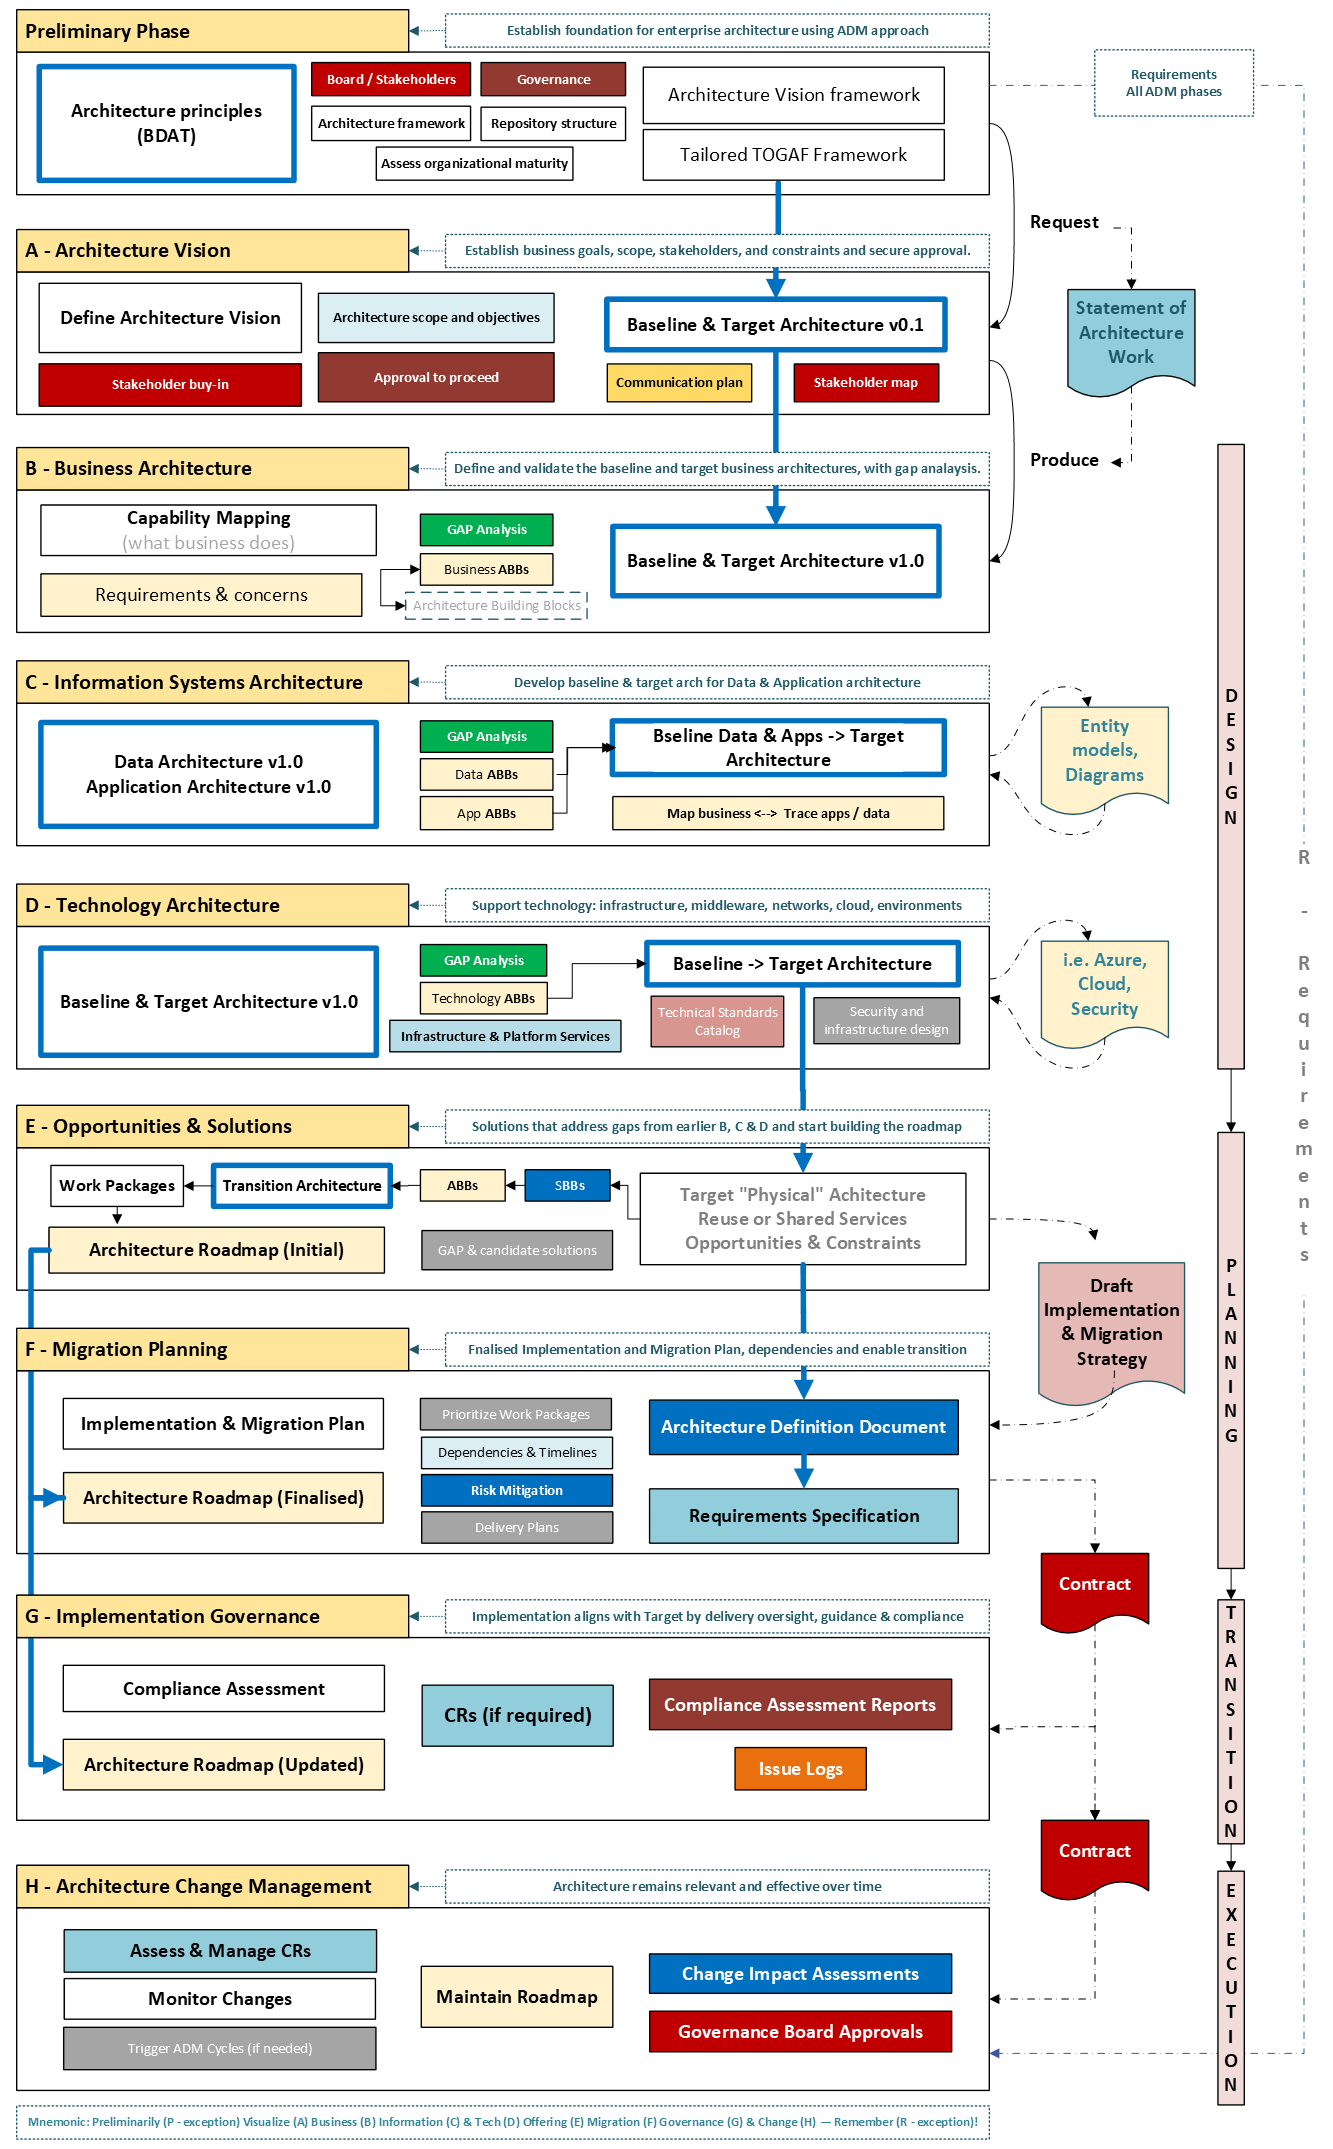 Preliminary Phase
Establish foundation for enterprise architecture using ADM approach
Architecture principles
(BDAT)
Board / Stakeholders
Governance
Architecture framework
Repository structure
Assess organizational maturity
Architecture Vision framework
Tailored TOGAF Framework
Requirements
All ADM phases
Request
A - Architecture Vision
Establish business goals, scope, stakeholders, and constraints and secure approval.
Define Architecture Vision
Architecture scope and objectives
Stakeholder buy-in
Approval to proceed
Baseline & Target Architecture v0.1
Communication plan
Stakeholder map
Statement of
Architecture
Work
Produce
B - Business Architecture
Define and validate the baseline and target business architectures, with gap analaysis.
Capability Mapping
(what business does)
Requirements & concerns
GAP Analysis
Business ABBs
Architecture Building Blocks
Baseline & Target Architecture v1.0
C - Information Systems Architecture
Develop baseline & target arch for Data & Application architecture
Data Architecture v1.0
Application Architecture v1.0
GAP Analysis
Data ABBs
App ABBs
Bseline Data & Apps -> Target
Architecture
Map business <--> Trace apps / data
Entity
models,
Diagrams
DESIGN
D - Technology Architecture
Support technology: infrastructure, middleware, networks, cloud, environments
Baseline & Target Architecture v1.0
GAP Analysis
Technology ABBs
Infrastructure & Platform Services
Baseline -> Target Architecture
Technical Standards
Catalog
Security and
infrastructure design
i.e. Azure,
Cloud,
Security
R - Requirements
E - Opportunities & Solutions
Solutions that address gaps from earlier B, C & D and start building the roadmap
Work Packages
Transition Architecture
ABBs
SBBs
Architecture Roadmap (Initial)
GAP & candidate solutions
Target "Physical" Achitecture
Reuse or Shared Services
Opportunities & Constraints
Draft
Implementation
& Migration
Strategy
PLANNING
F - Migration Planning
Fnalised Implementation and Migration Plan, dependencies and enable transition
Implementation & Migration Plan
Architecture Roadmap (Finalised)
Prioritize Work Packages
Dependencies & Timelines
Risk Mitigation
Delivery Plans
Architecture Definition Document
Requirements Specification
Contract
G - Implementation Governance
Implementation aligns with Target by delivery oversight, guidance & compliance
Compliance Assessment
Architecture Roadmap (Updated)
CRs (if required)
Compliance Assessment Reports
Issue Logs
TRANSITION
Contract
H - Architecture Change Management
Architecture remains relevant and effective over time
Assess & Manage CRs
Monitor Changes
Trigger ADM Cycles (if needed)
Maintain Roadmap
Change Impact Assessments
Governance Board Approvals
EXECUTION
Mnemonic: Preliminarily (P - exception) Visualize (A) Business (B) Information (C) & Tech (D) Offering (E) Migration (F) Governance (G) & Change (H) — Remember (R - exception)!